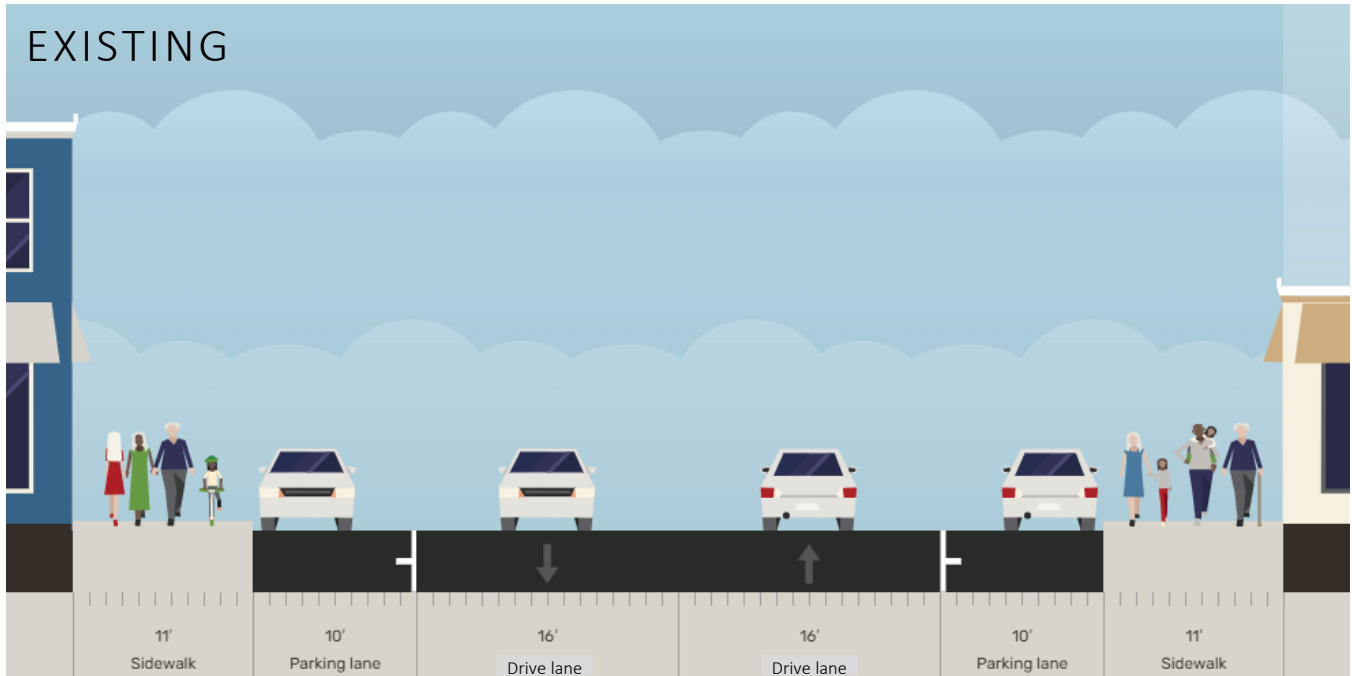 EXISTING
11' 10' 16' 16' 10' 11'
Sidewalk Parking lane Drive lane Drive lane Parking lane Sidewalk